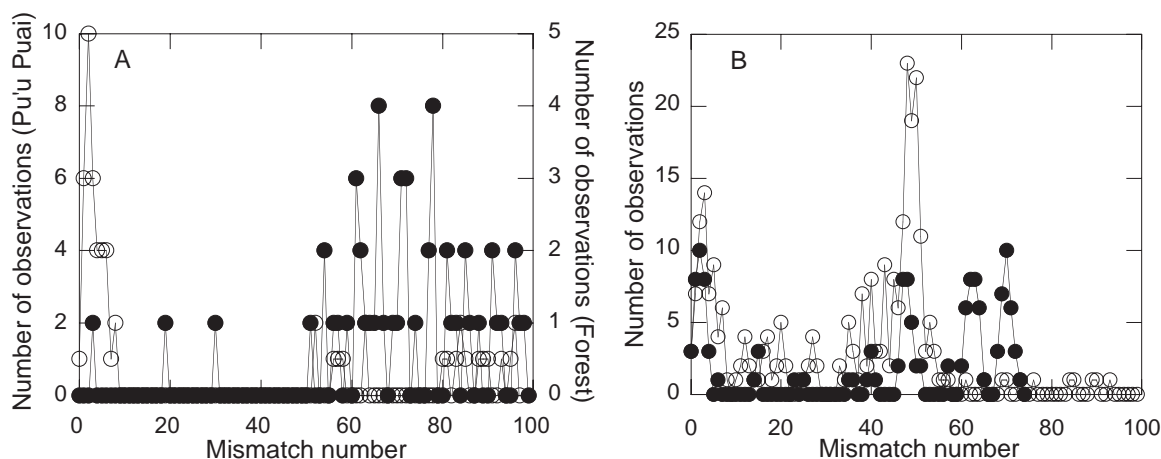 A
Number of observations (Pu'u Puai)
10
8
6
4
2
0
5
4
3
2
1
0
Number of observations (Forest)
0 20 40 60 80 100
Mismatch number
B
Number of observations
25
20
15
10
5
0
0 20 40 60 80 100
Mismatch number